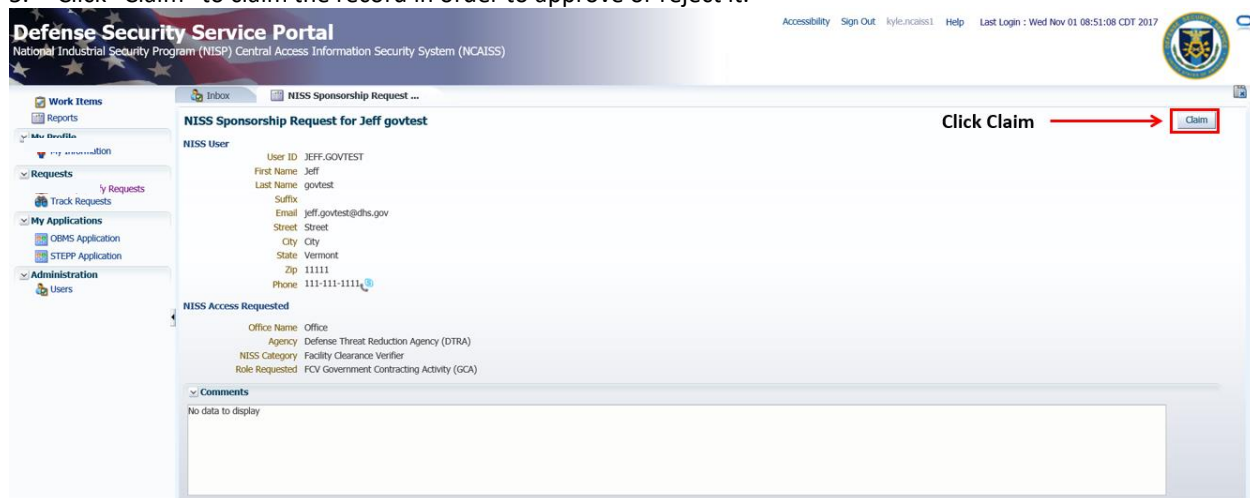 Click "Claim" to claim the record in order to approve or reject it.
Defense Security Service Portal
National Industrial Security Program (NISP) Central Access Information Security System (NCAISS)
Accessibility Sign Out kyle.ncaiss1 Help Last Login : Wed Nov 01 08:51:08 CDT 2017
Inbox NISS Sponsorship Request ...
Work Items
Reports
My Profile
My Information
Requests
y Requests
Track Requests
My Applications
OBMS Application
STEPP Application
Administration
Users
NISS Sponsorship Request for Jeff govtest
Click Claim
Claim
NISS User
User ID JEFF.GOVTEST
First Name Jeff
Last Name govtest
Suffix
Email jeff.govtest@dhs.gov
Street Street
City City
State Vermont
Zip 11111
Phone 111-111-1111
NISS Access Requested
Office Name Office
Agency Defense Threat Reduction Agency (DTRA)
NISS Category Facility Clearance Verifier
Role Requested FCV Government Contracting Activity (GCA)
Comments
No data to display